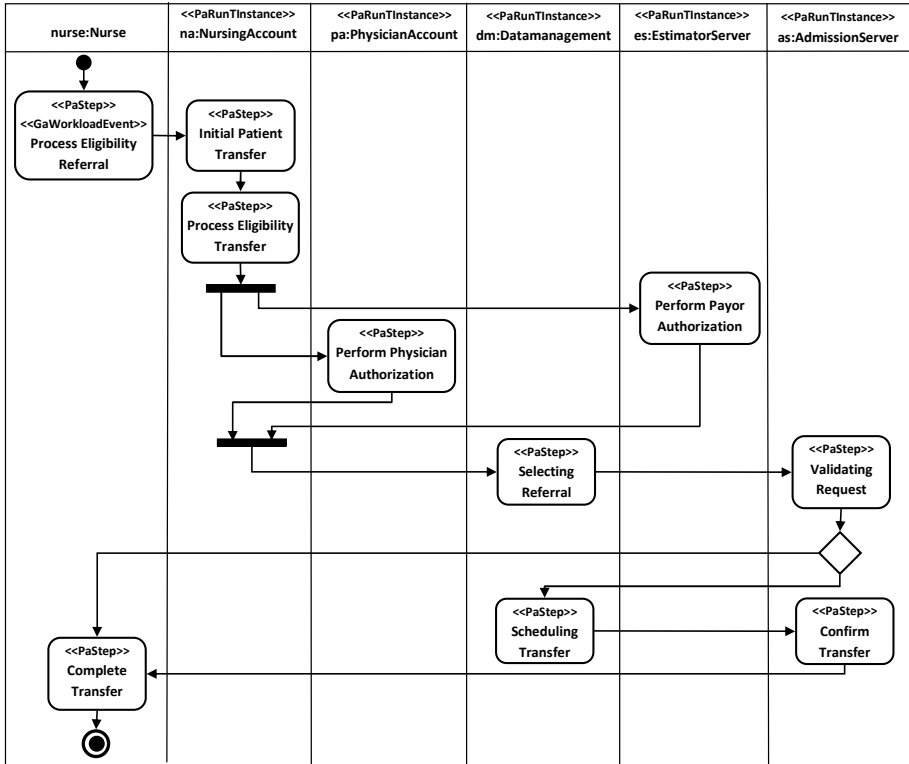 nurse:Nurse
<<PaRunTInstance>>
na:NursingAccount
<<PaRunTInstance>>
pa:PhysicianAccount
<<PaRunTInstance>>
dm:Datamanagement
<<PaRunTInstance>>
es:EstimatorServer
<<PaRunTInstance>>
as:AdmissionServer
<<PaStep>>
<<GaWorkloadEvent>>
Process Eligibility
Referral
<<PaStep>>
Initial Patient
Transfer
<<PaStep>>
Process Eligibility
Transfer
<<PaStep>>
Perform Payor
Authorization
<<PaStep>>
Perform Physician
Authorization
<<PaStep>>
Selecting
Referral
<<PaStep>>
Validating
Request
<<PaStep>>
Scheduling
Transfer
<<PaStep>>
Confirm
Transfer
<<PaStep>>
Complete
Transfer